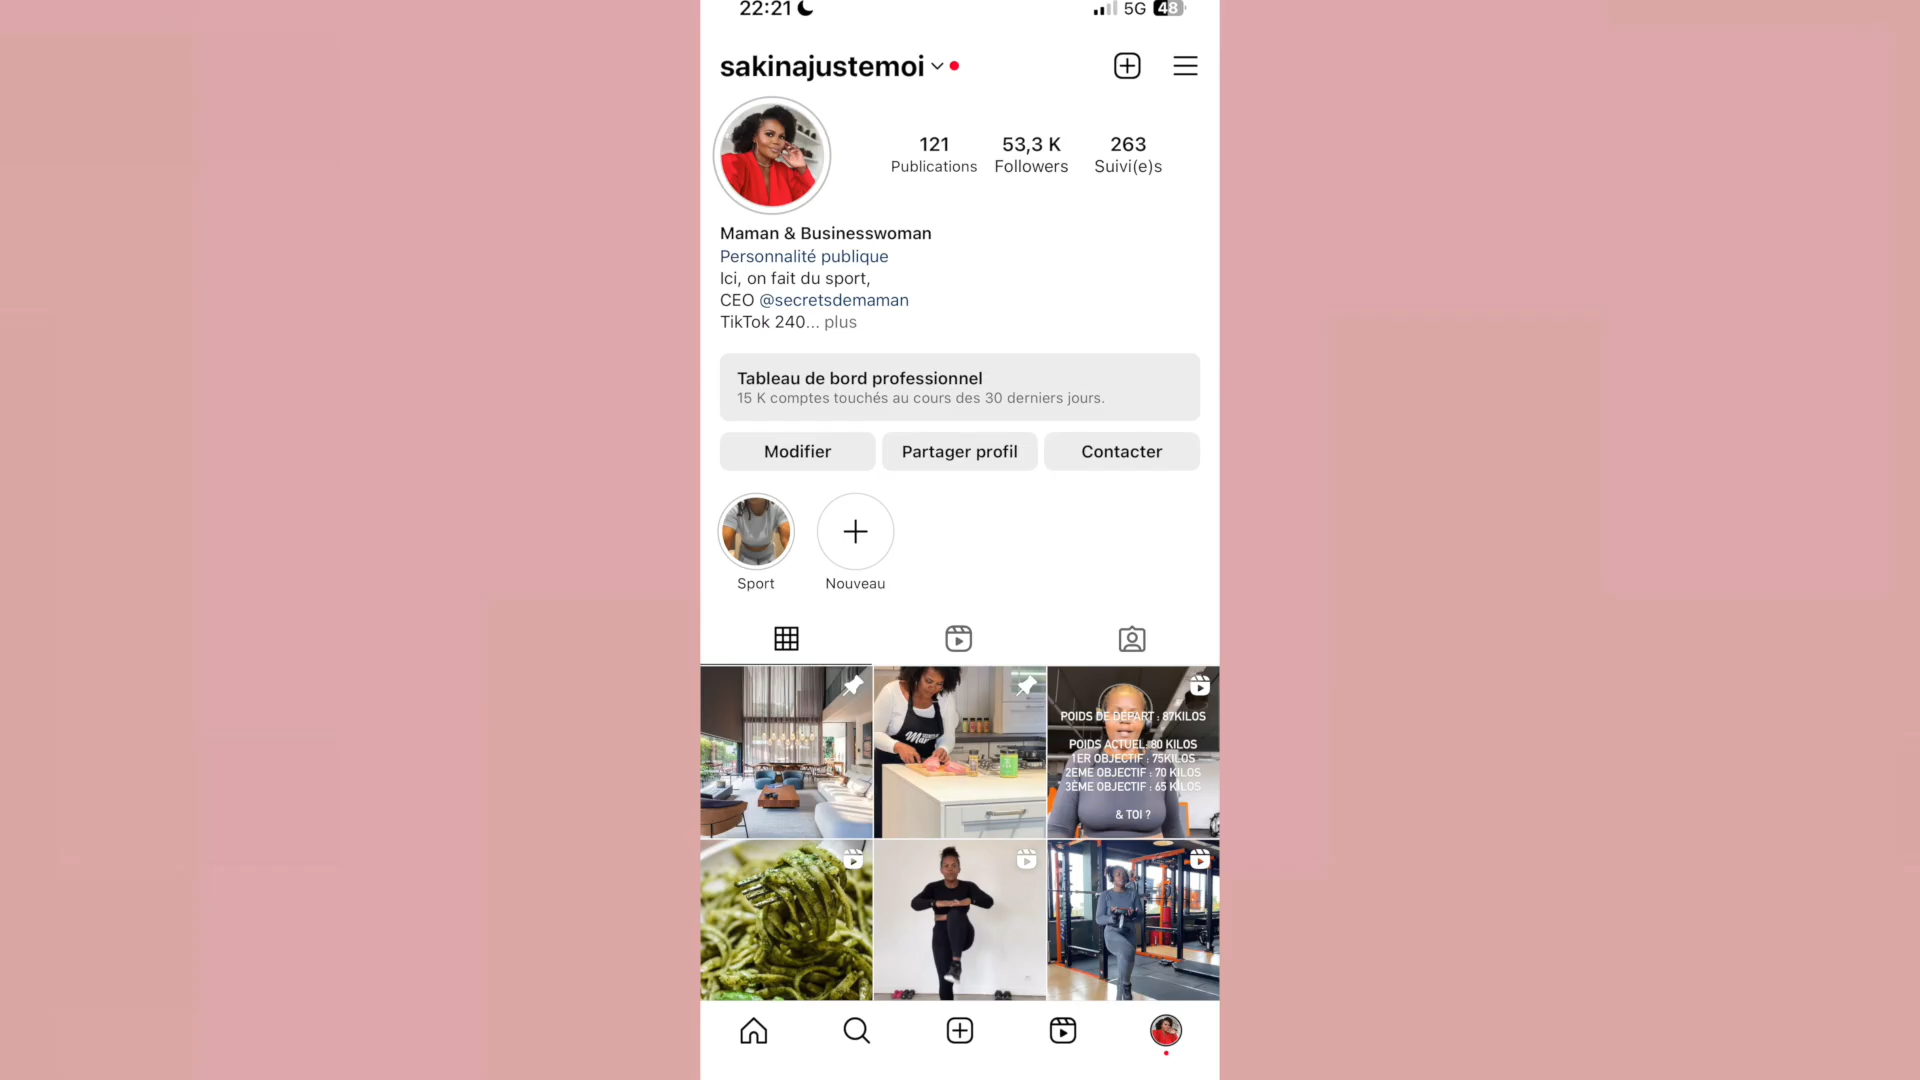 22:21
5G 48
sakinajustemoi
121
53,3 K
263
Publications
Followers
Suivi(e)s
Maman & Businesswoman
Personnalité publique
Ici, on fait du sport,
CEO @secretsdemaman
TikTok 240... plus
Tableau de bord professionnel
15 K comptes touchés au cours des 30 derniers jours.
Modifier
Partager profil
Contacter
Sport
Nouveau
POIDS DE DÉPART : 87KILOS
POIDS ACTUEL: 80 KILOS
1ER OBJECTIF : 75KILOS
2EME OBJECTIF : 70 KILOS
3ÈME OBJECTIF : 65 KILOS
& TOI ?